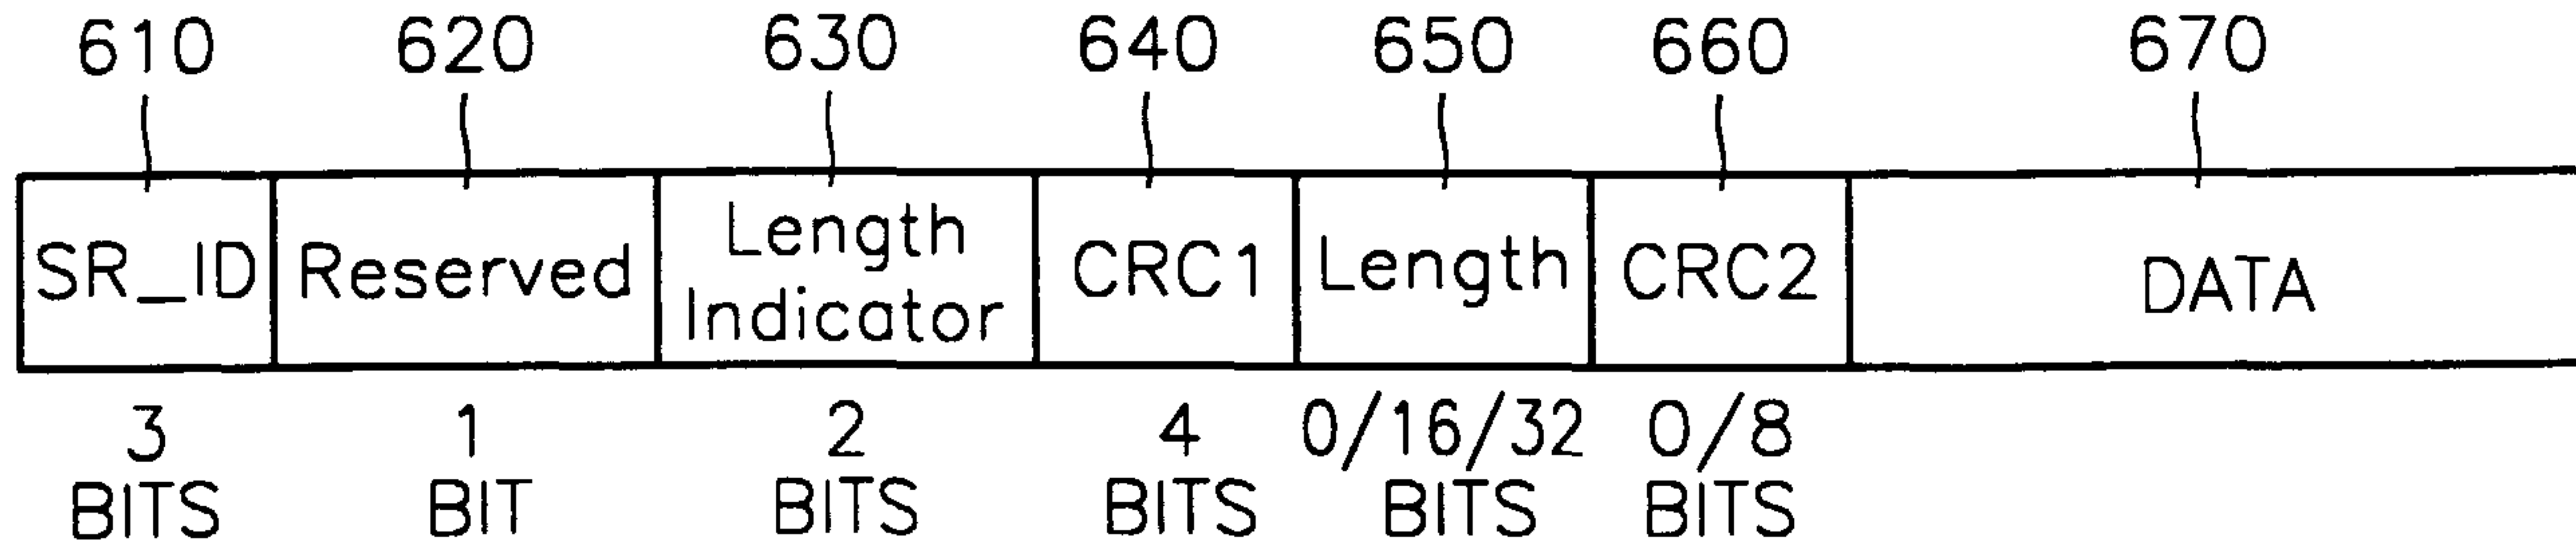 610 620 630 640 650 660 670
SR_ID Reserved Length Indicator CRC1 Length CRC2 DATA
3 BITS 1 BIT 2 BITS 4 BITS 0/16/32 BITS 0/8 BITS